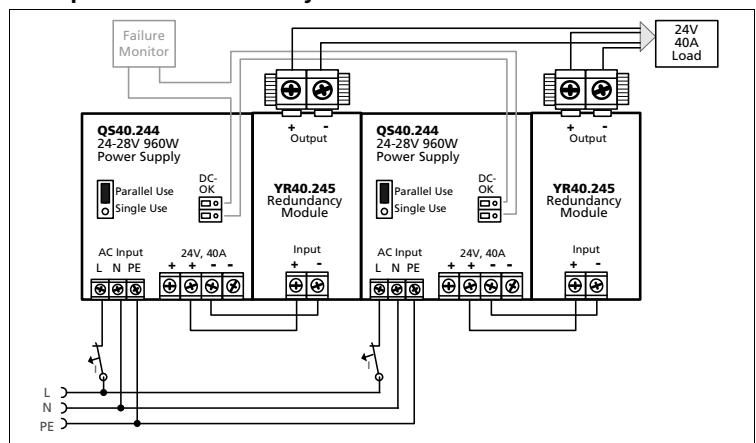 Failure
Monitor
24V
40A
Load
QS40.244
24-28V 960W
Power Supply
Parallel Use
Single Use
DC-
OK
AC Input
L N PE
24V, 40A
+ + - -
+ -
Output
YR40.245
Redundancy
Module
Input
+ -
QS40.244
24-28V 960W
Power Supply
Parallel Use
Single Use
DC-
OK
AC Input
L N PE
24V, 40A
+ + - -
+ -
Output
YR40.245
Redundancy
Module
Input
+ -
I
I
L
N
PE